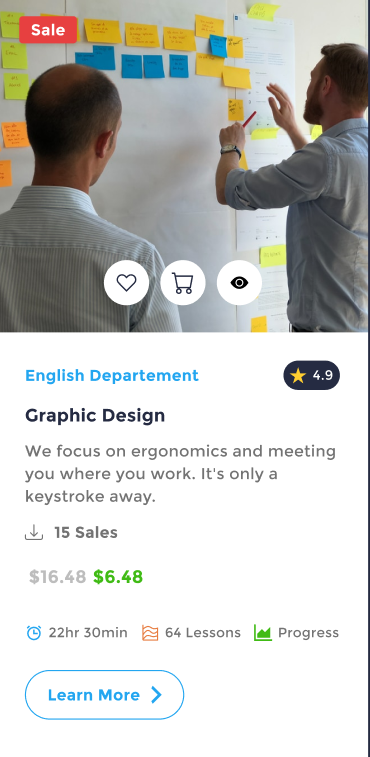 Sale
English Departement
4.9
Graphic Design
We focus on ergonomics and meeting
you where you work. It's only a
keystroke away.
15 Sales
$16.48 $6.48
22hr 30min 64 Lessons Progress
Learn More